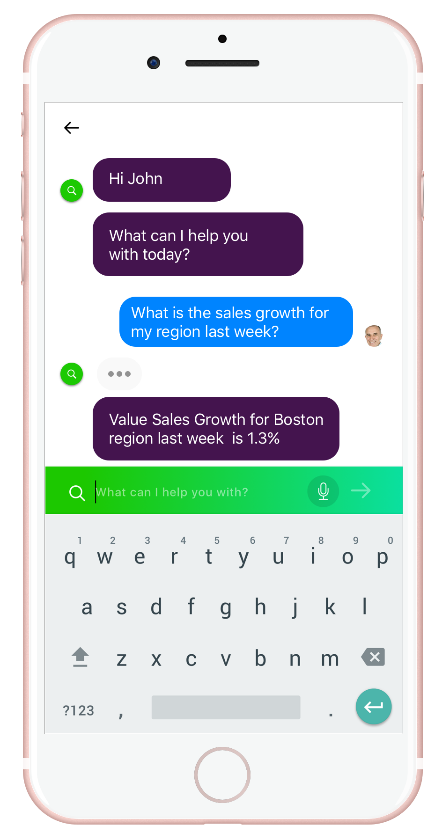 Hi John
What can I help you
with today?
What is the sales growth for
my region last week?
Value Sales Growth for Boston
region last week is 1.3%
What can I help you with?
1 2 3 4 5 6 7 8 9 0
q w e r t y u i o p
a s d f g h j k l
z x c v b n m
?123 , .